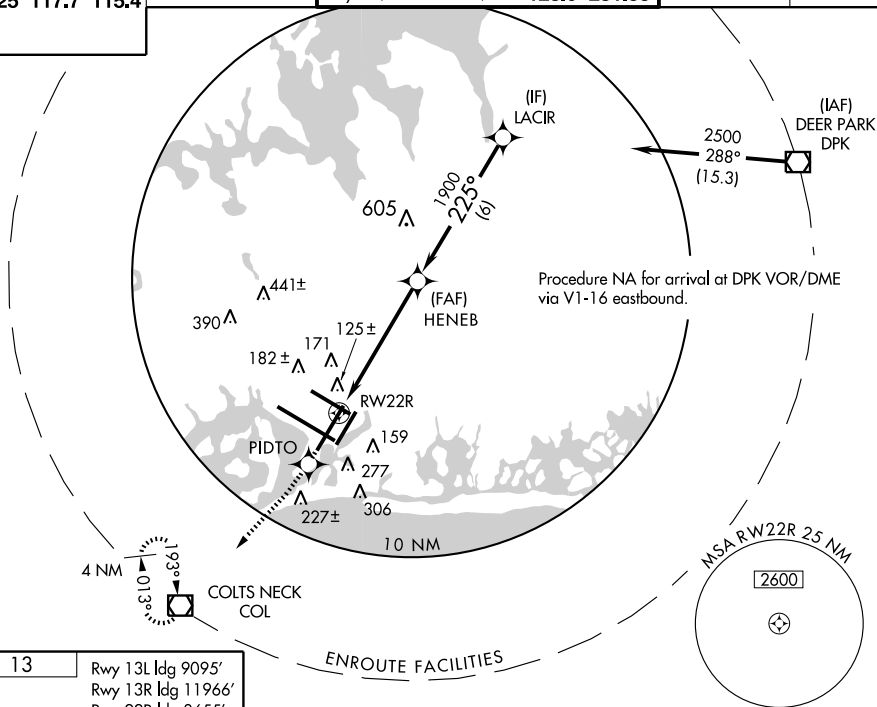 117.7 115.4
(IF)
LACIR
(IAF)
DEER PARK
DPK
2500
288°
(15.3)
1900
225°
(6)
605
Procedure NA for arrival at DPK VOR/DME
via V1-16 eastbound.
(FAF)
HENEB
441±
390
125±
171
182±
RW22R
159
PIDTO
277
306
227±
10 NM
MSA RW22R 25 NM
2600
4 NM
193°
013°
COLTS NECK
COL
ENROUTE FACILITIES
13
Rwy 13L ldg 9095'
Rwy 13R ldg 11966'